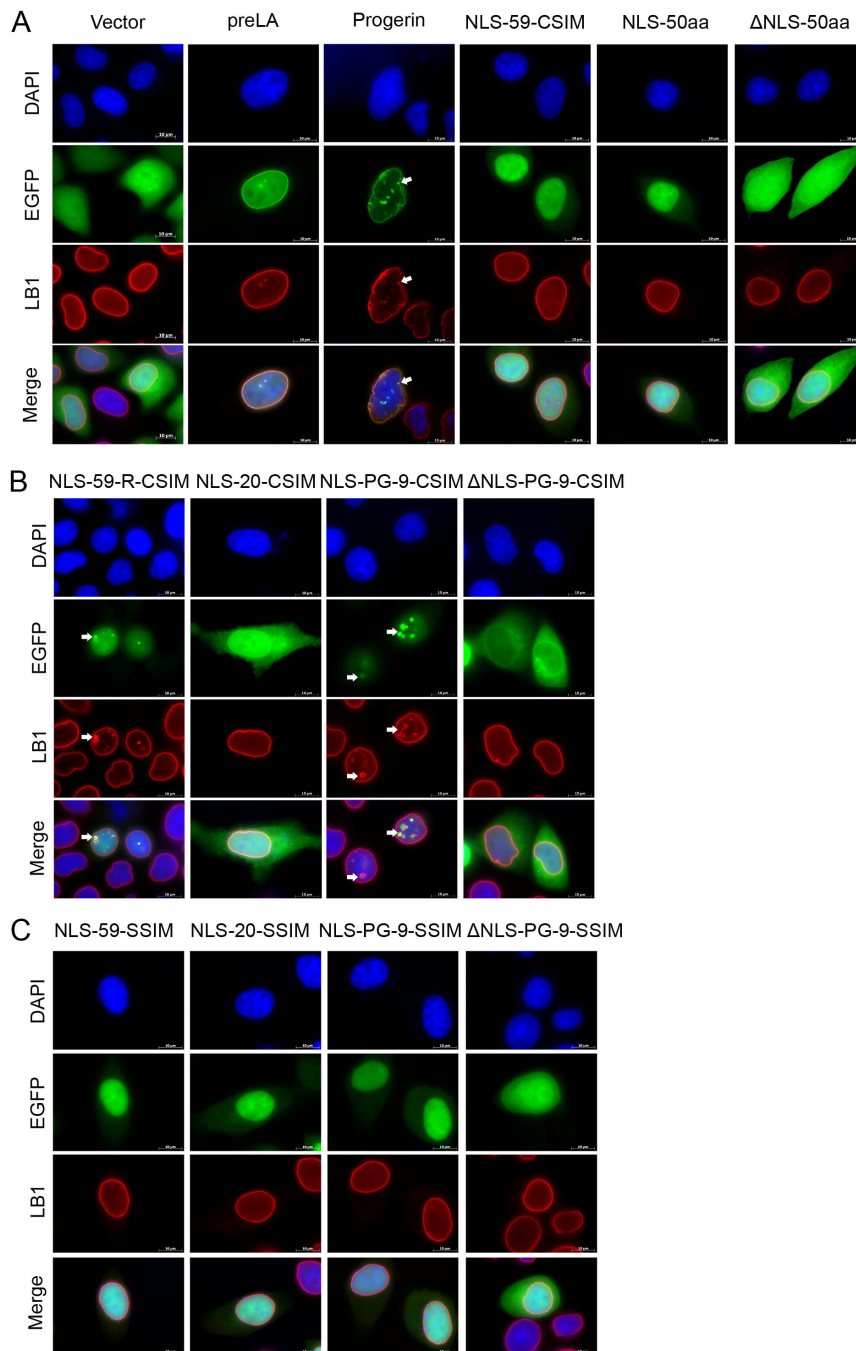 A
Vector preLA Progerin NLS-59-CSIM NLS-50aa ΔNLS-50aa
DAPI
EGFP
LB1
Merge
B
NLS-59-R-CSIM NLS-20-CSIM NLS-PG-9-CSIM ΔNLS-PG-9-CSIM
DAPI
EGFP
LB1
Merge
C
NLS-59-SSIM NLS-20-SSIM NLS-PG-9-SSIM ΔNLS-PG-9-SSIM
DAPI
EGFP
LB1
Merge